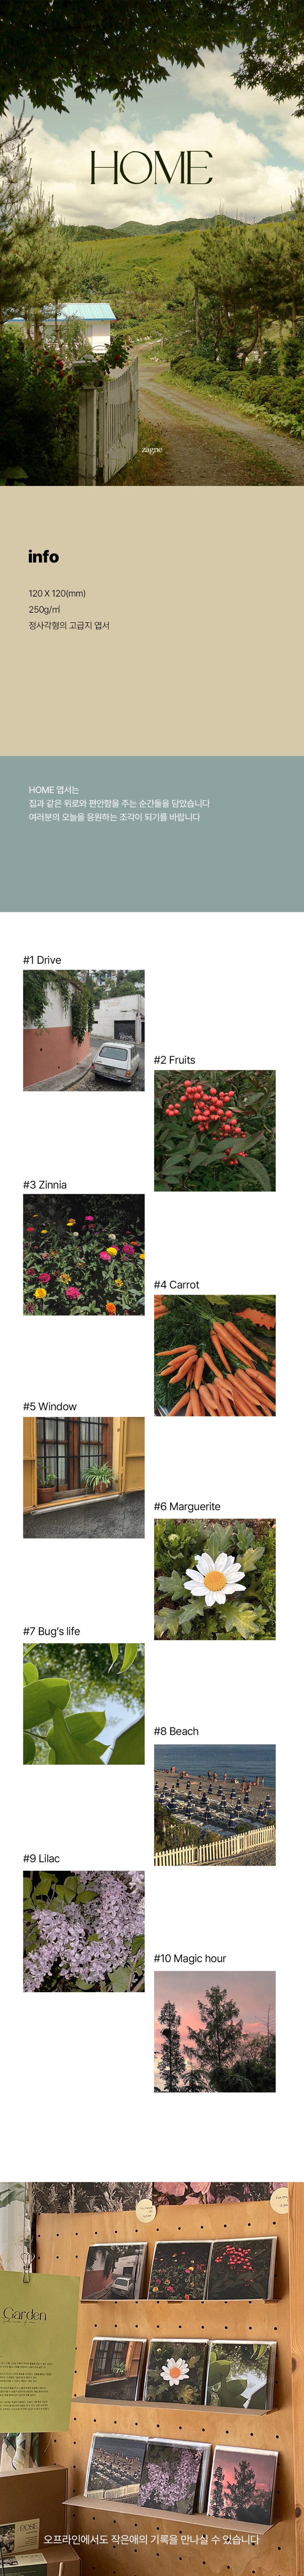 HOME
zagne
info
120 X 120(mm)
250g/㎡
정사각형의 고급지 엽서
HOME 엽서는
집과 같은 위로와 편안함을 주는 순간들을 담았습니다
여러분의 오늘을 응원하는 조각이 되기를 바랍니다
#1 Drive
#2 Fruits
#3 Zinnia
#4 Carrot
#5 Window
#6 Marguerite
#7 Bug's life
#8 Beach
#9 Lilac
#10 Magic hour
Garden
오프라인에서도 작은애의 기록을 만나실 수 있습니다